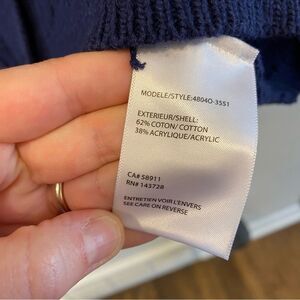 MODELE/STYLE:48940-3551
EXTERIEUR/SHELL:
62% COTON/ COTTON
38% ACRYLIQUE/ACRYLIC
CA# 58911
RN# 143728
ENTRETIEN VOIR L'ENVERS
SEE CARE ON REVERSE